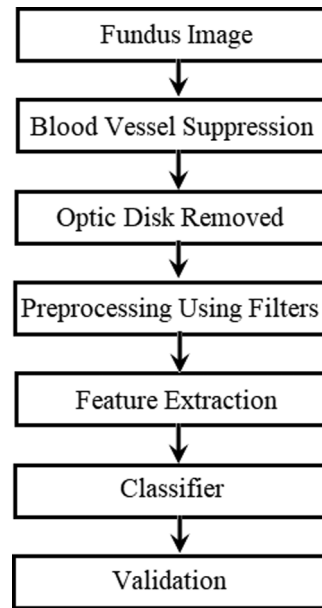 Fundus Image
Blood Vessel Suppression
Optic Disk Removed
Preprocessing Using Filters
Feature Extraction
Classifier
Validation